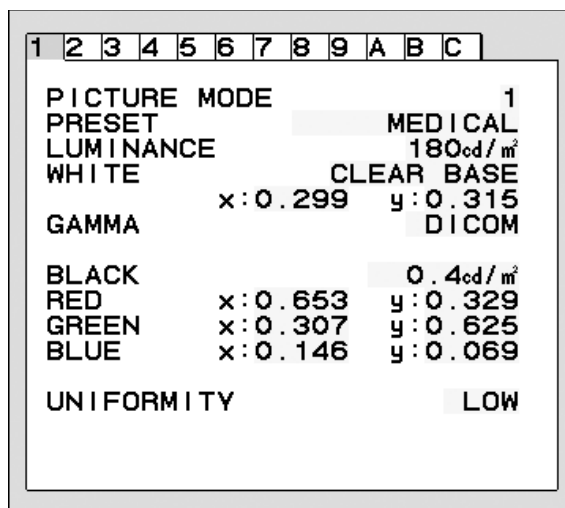 1 2 3 4 5 6 7 8 9 A B C
PICTURE MODE 1
PRESET MEDICAL
LUMINANCE 180cd/㎡
WHITE CLEAR BASE
x:0.299 y:0.315
GAMMA DICOM
BLACK 0.4cd/㎡
RED x:0.653 y:0.329
GREEN x:0.307 y:0.625
BLUE x:0.146 y:0.069
UNIFORMITY LOW